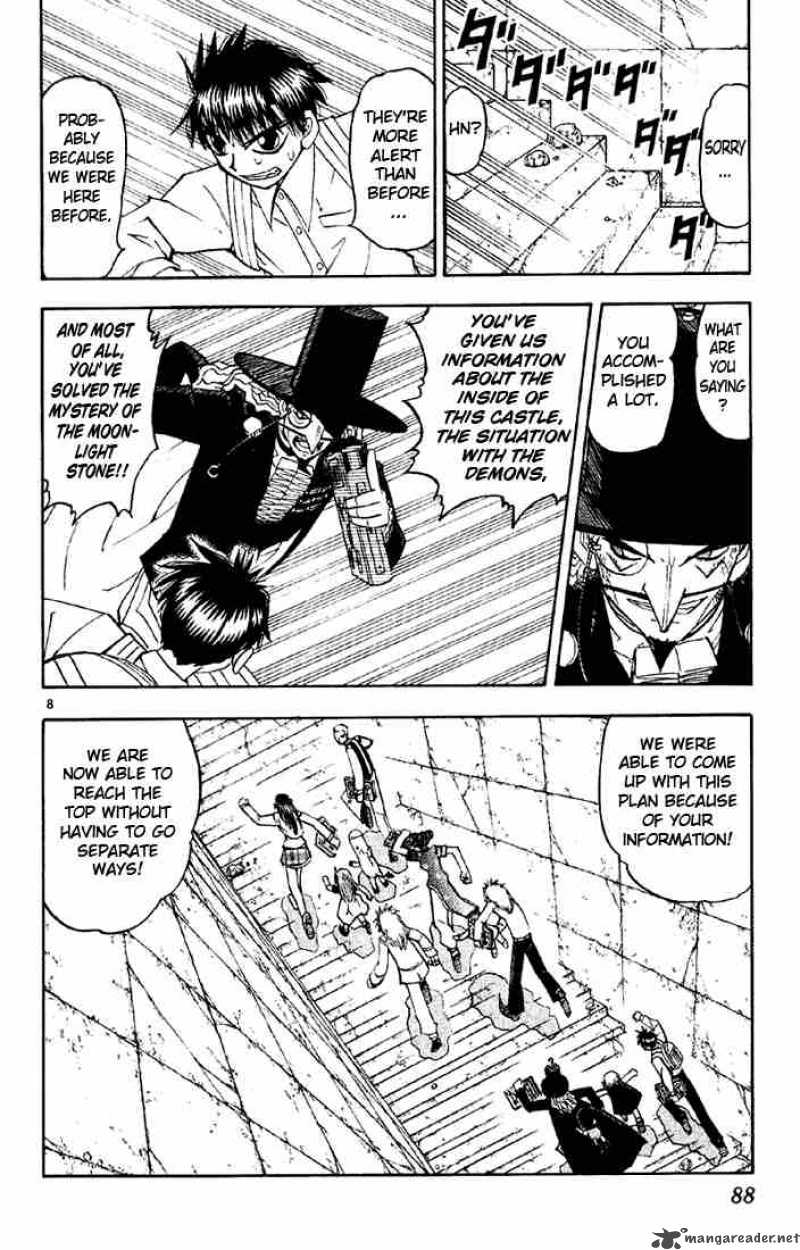 ダダダダダダ
SORRY
...
HN?
THEY'RE
MORE
ALERT
THAN
BEFORE
...
PROB-
ABLY
BECAUSE
WE WERE
HERE
BEFORE.
WHAT
ARE
YOU
SAYING
?
YOU
ACCOM-
PLISHED
A LOT.
YOU'VE
GIVEN US
INFORMATION
ABOUT THE
INSIDE OF
THIS CASTLE,
THE SITUATION
WITH THE
DEMONS,
AND MOST
OF ALL,
YOU'VE
SOLVED THE
MYSTERY OF
THE MOON-
LIGHT
STONE!!
8
WE WERE
ABLE TO COME
UP WITH THIS
PLAN BECAUSE
OF YOUR
INFORMATION!
WE ARE
NOW ABLE TO
REACH THE
TOP WITHOUT
HAVING TO GO
SEPARATE
WAYS!
88
mangareader.net